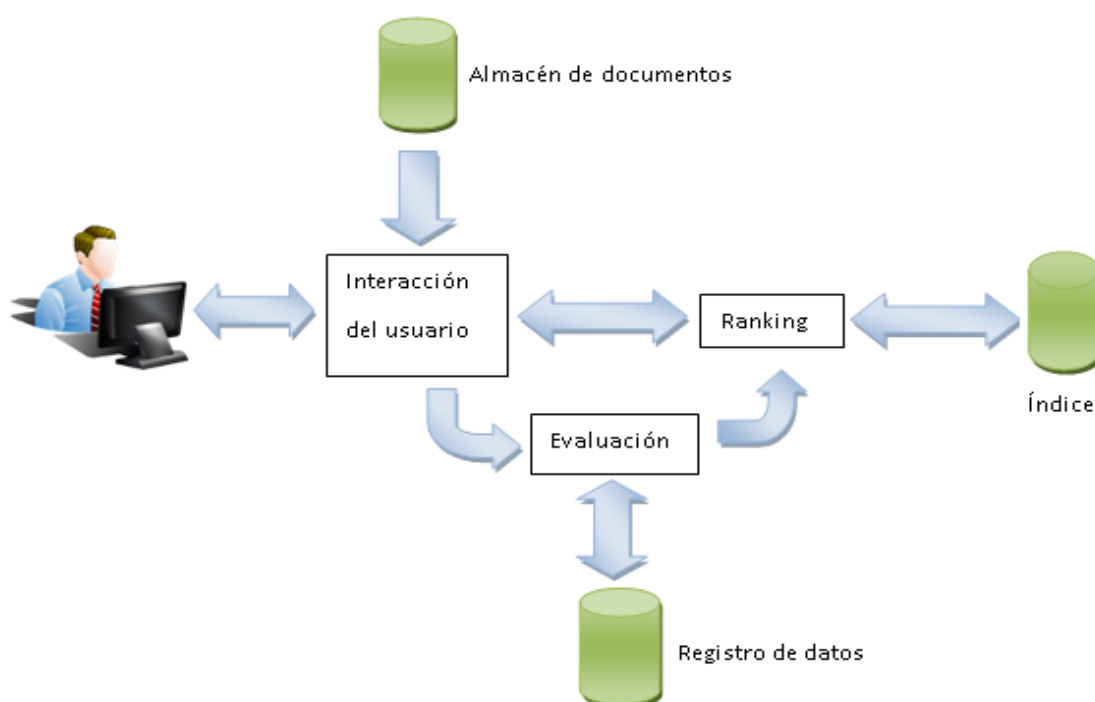 Almacén de documentos
Interacción
del usuario
Ranking
Índice
Evaluación
Registro de datos